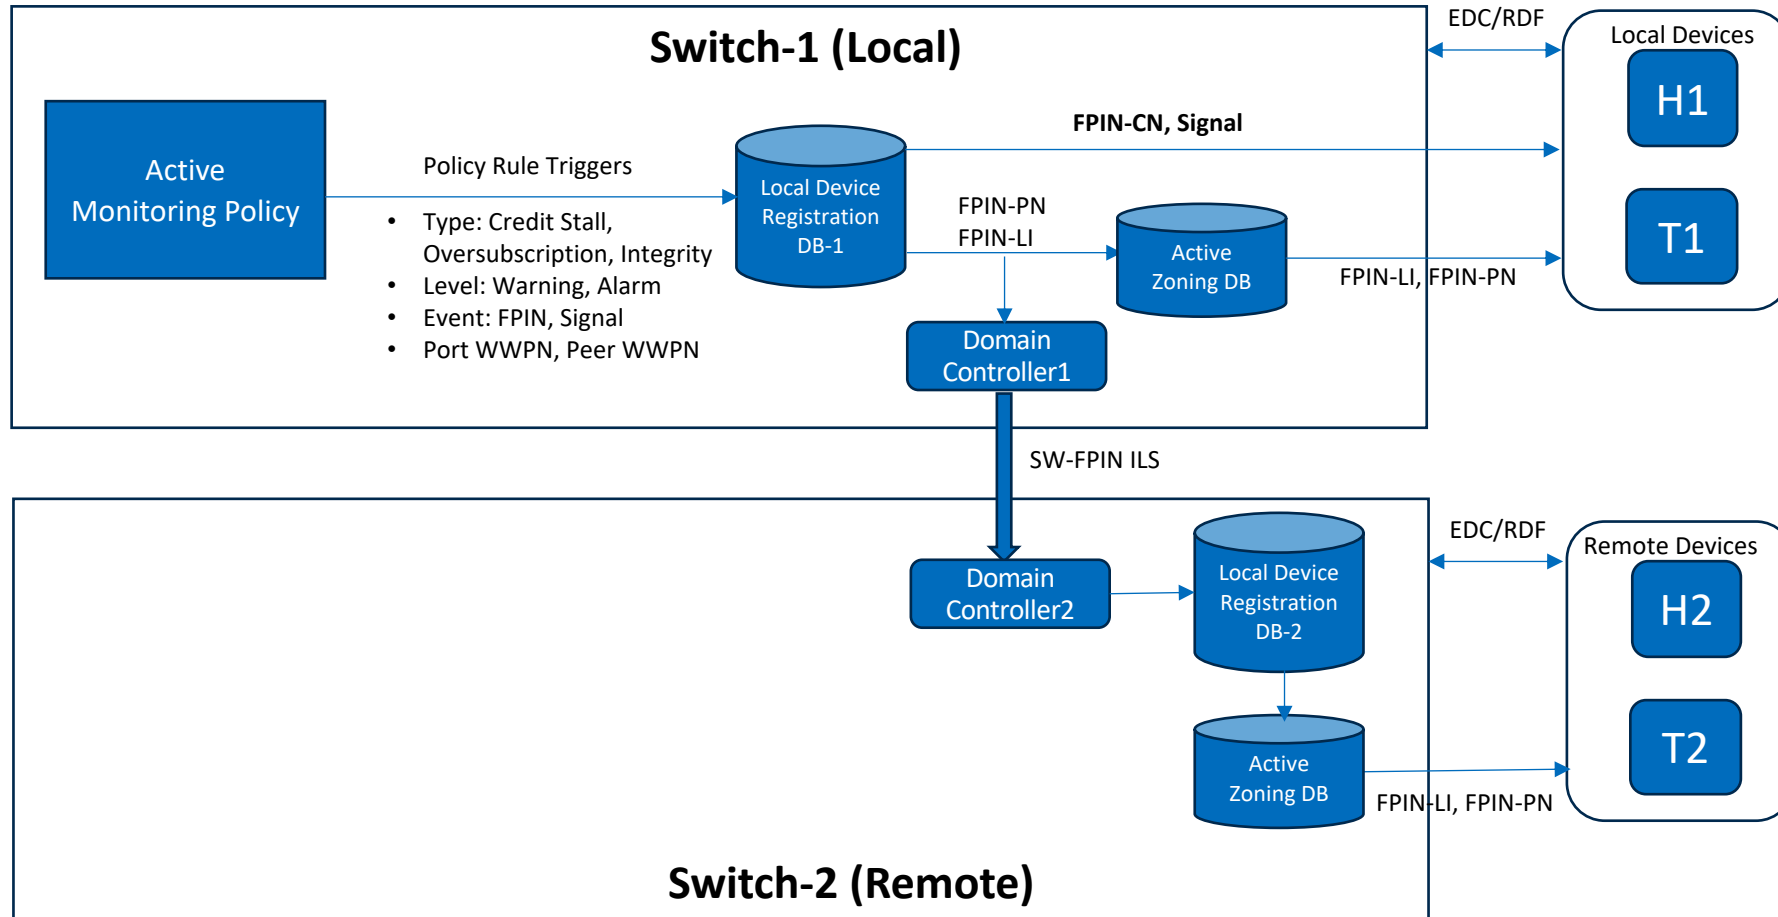 Switch-1 (Local)
EDC/RDF
Local Devices
H1
T1
Active
Monitoring Policy
Policy Rule Triggers
• Type: Credit Stall,
Oversubscription, Integrity
• Level: Warning, Alarm
• Event: FPIN, Signal
• Port WWPN, Peer WWPN
Local Device
Registration
DB-1
FPIN-CN, Signal
FPIN-PN
FPIN-LI
Active
Zoning DB
FPIN-LI, FPIN-PN
Domain
Controller1
SW-FPIN ILS
Domain
Controller2
Local Device
Registration
DB-2
EDC/RDF
Remote Devices
H2
T2
Active
Zoning DB
FPIN-LI, FPIN-PN
Switch-2 (Remote)